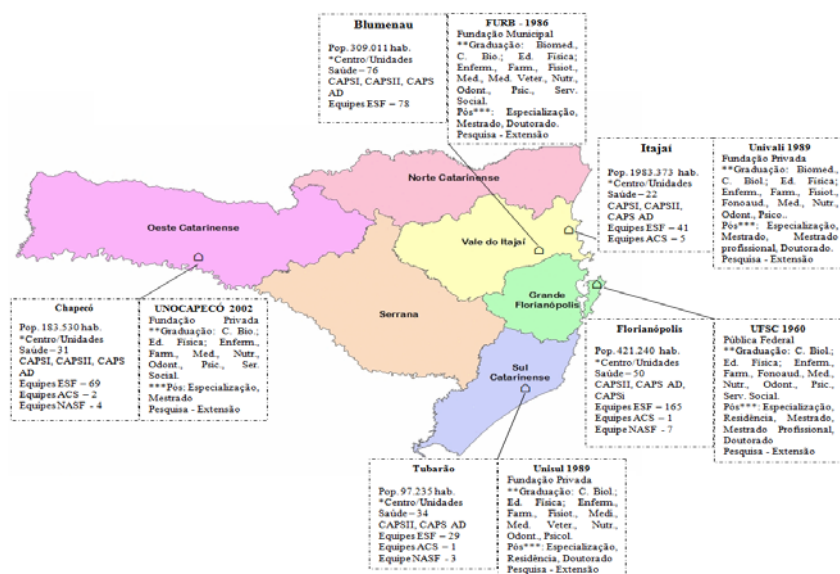 Blumenau
Pop. 309.011 hab.
*Centro/Unidades
Saúde – 76
CAPSI, CAPSII, CAPS
AD
Equipes ESF – 78
FURB - 1986
Fundação Municipal
**Graduação: Biomed.,
C. Bio.; Ed. Física;
Enferm., Farm., Fisiot.,
Med., Med. Veter., Nutr.,
Odont., Psic., Serv.
Social.
Pós***: Especialização,
Mestrado, Doutorado.
Pesquisa - Extensão
Itajaí
Pop. 1983.373 hab.
*Centro/Unidades
Saúde – 22
CAPSI, CAPSII,
CAPS AD
Equipes ESF – 41
Equipes ACS – 5
Univali 1989
Fundação Privada
**Graduação: Biomed.,
C. Biol.; Ed. Física;
Enferm., Farm., Fisiot.,
Fonoaud., Med., Nutr.,
Odont., Psico..
Pós***: Especialização,
Mestrado, Mestrado
profissional, Doutorado.
Pesquisa - Extensão
Norte Catarinense
Oeste Catarinense
Vale do Itajaí
Serrana
Grande
Florianópolis
Sul
Catarinense
Chapecó
Pop. 183.530 hab.
*Centro/Unidades
Saúde – 31
CAPSI, CAPSII, CAPS
AD
Equipes ESF – 69
Equipes ACS – 2
Equipes NASF - 4
UNOCAPECÓ 2002
Fundação Privada
**Graduação: C. Bio.;
Ed. Física; Enferm.,
Farm., Med., Nutr.,
Odont., Psic., Ser.
Social.
***Pós: Especialização,
Mestrado
Pesquisa - Extensão
Florianópolis
Pop. 421.240 hab.
*Centro/Unidades
Saúde – 50
CAPSII, CAPS AD,
CAPSi
Equipes ESF – 165
Equipes ACS – 1
Equipe NASF - 7
UFSC 1960
Pública Federal
**Graduação: C. Biol.;
Ed. Física; Enferm.,
Farm., Fonoaud., Med.,
Nutr., Odont., Psic.,
Serv. Social.
Pós***: Especialização,
Residência, Mestrado,
Mestrado Profissional,
Doutorado
Pesquisa - Extensão
Tubarão
Pop. 97.235 hab.
*Centro/Unidades
Saúde – 34
CAPSII, CAPS AD
Equipes ESF – 29
Equipes ACS – 1
Equipe NASF - 3
Unisul 1989
Fundação Privada
**Graduação: C. Biol.;
Ed. Física; Enferm.,
Farm., Fisiot., Medi.,
Med. Veter., Nutr.,
Odont., Psicol.
Pós***: Especialização,
Residência, Doutorado
Pesquisa - Extensão